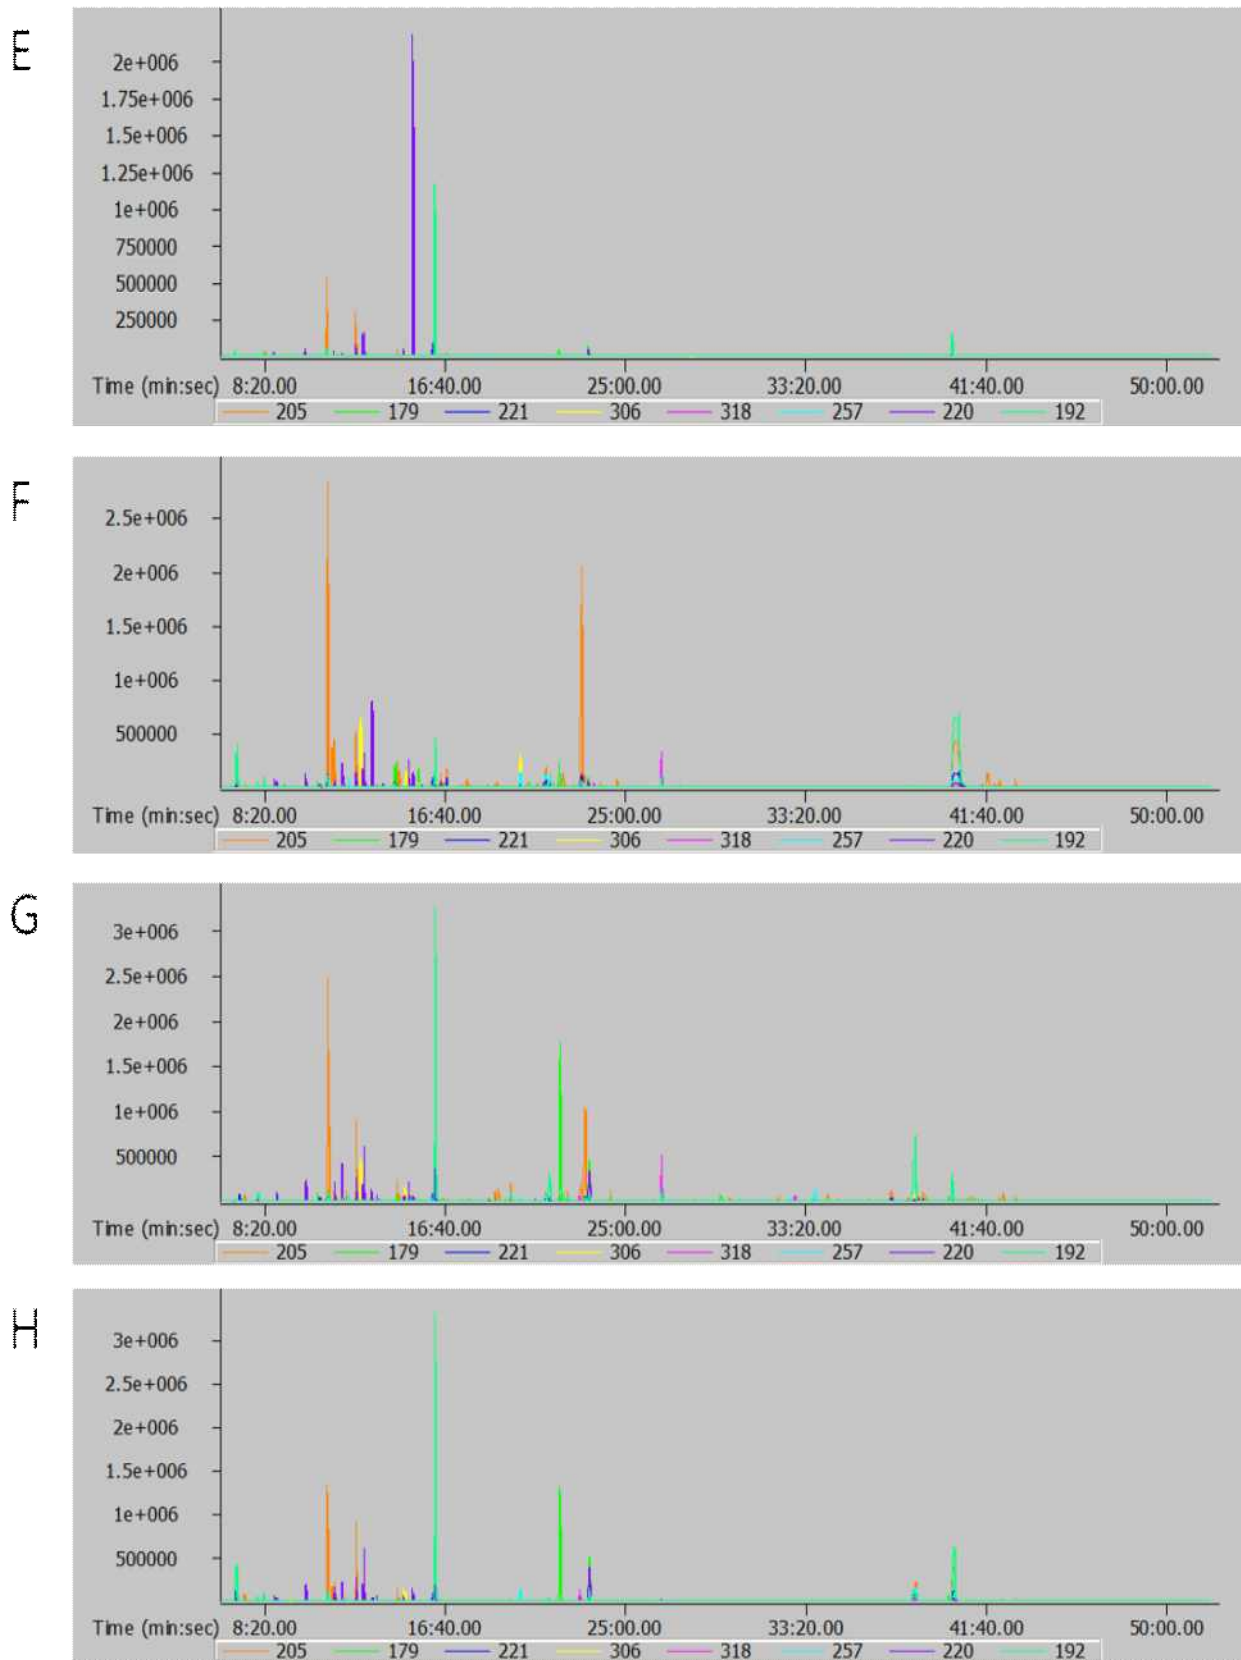 E
2e+006
1.75e+006
1.5e+006
1.25e+006
1e+006
750000
500000
250000
Time (min:sec) 8:20.00 16:40.00 25:00.00 33:20.00 41:40.00 50:00.00
205 179 221 306 318 257 220 192
F
2.5e+006
2e+006
1.5e+006
1e+006
500000
Time (min:sec) 8:20.00 16:40.00 25:00.00 33:20.00 41:40.00 50:00.00
205 179 221 306 318 257 220 192
G
3e+006
2.5e+006
2e+006
1.5e+006
1e+006
500000
Time (min:sec) 8:20.00 16:40.00 25:00.00 33:20.00 41:40.00 50:00.00
205 179 221 306 318 257 220 192
H
3e+006
2.5e+006
2e+006
1.5e+006
1e+006
500000
Time (min:sec) 8:20.00 16:40.00 25:00.00 33:20.00 41:40.00 50:00.00
205 179 221 306 318 257 220 192